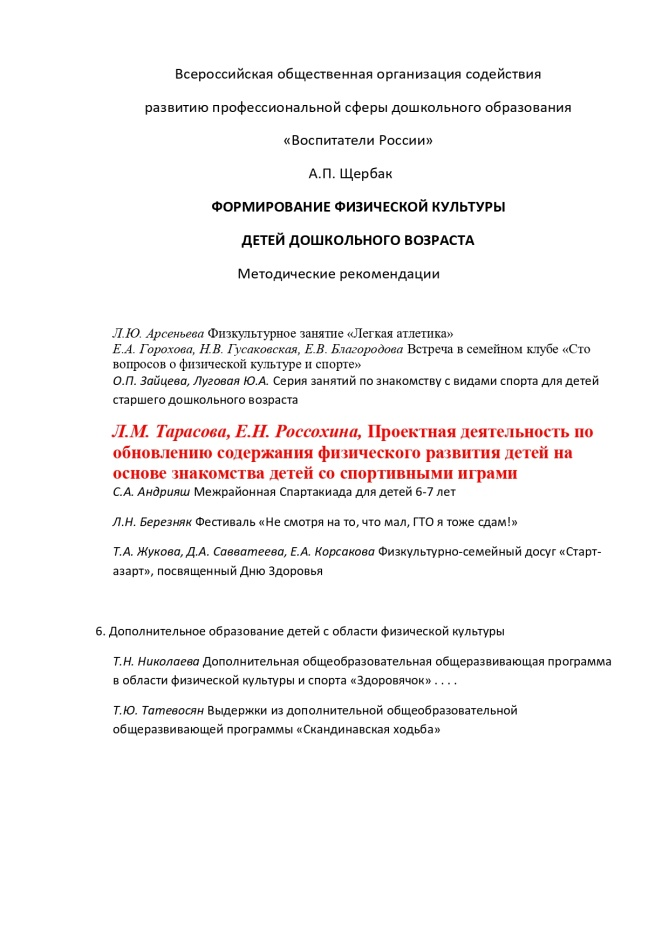 Всероссийская общественная организация содействия
развитию профессиональной сферы дошкольного образования
«Воспитатели России»
А.П. Щербак
ФОРМИРОВАНИЕ ФИЗИЧЕСКОЙ КУЛЬТУРЫ
ДЕТЕЙ ДОШКОЛЬНОГО ВОЗРАСТА
Методические рекомендации
Л.Ю. Арсеньева Физкультурное занятие «Легкая атлетика»
Е.А. Горохова, Н.В. Гусаковская, Е.В. Благородова Встреча в семейном клубе «Сто
вопросов о физической культуре и спорте»
О.П. Зайцева, Луговая Ю.А. Серия занятий по знакомству с видами спорта для детей
старшего дошкольного возраста
Л.М. Тарасова, Е.Н. Россохина, Проектная деятельность по
обновлению содержания физического развития детей на
основе знакомства детей со спортивными играми
С.А. Андрияш Межрайонная Спартакиада для детей 6-7 лет
Л.Н. Березняк Фестиваль «Не смотря на то, что мал, ГТО я тоже сдам!»
Т.А. Жукова, Д.А. Савватеева, Е.А. Корсакова Физкультурно-семейный досуг «Старт-
азарт», посвященный Дню Здоровья
6. Дополнительное образование детей с области физической культуры
Т.Н. Николаева Дополнительная общеобразовательная общеразвивающая программа
в области физической культуры и спорта «Здоровячок» . . . .
Т.Ю. Татевосян Выдержки из дополнительной общеобразовательной
общеразвивающей программы «Скандинавская ходьба»